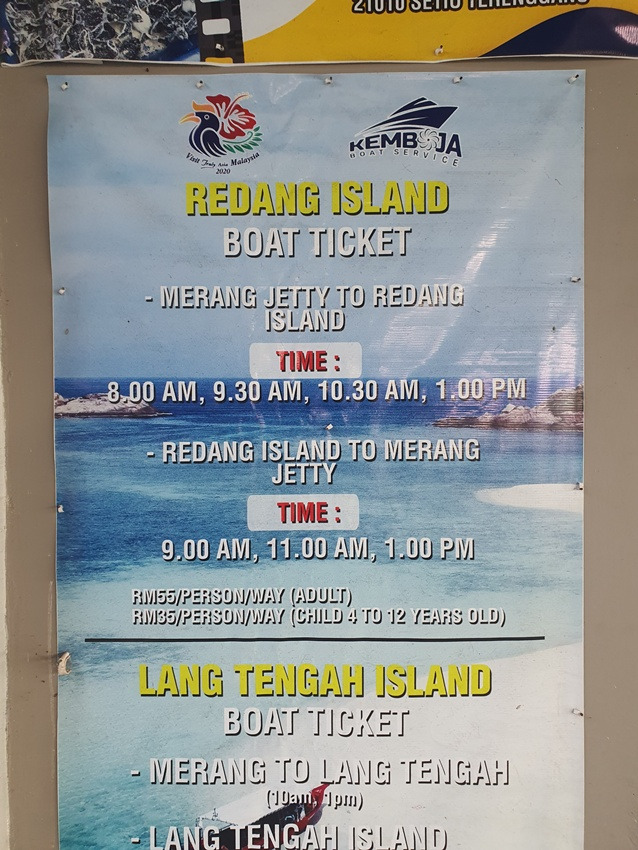 21010 SETIU TERENGGANU
Visit Truly Asia Malaysia
2020
KEMBOJA
BOAT SERVICE
REDANG ISLAND
BOAT TICKET
- MERANG JETTY TO REDANG
ISLAND
TIME :
8.00 AM, 9.30 AM, 10.30 AM, 1.00 PM
- REDANG ISLAND TO MERANG
JETTY
TIME :
9.00 AM, 11.00 AM, 1.00 PM
RM55/PERSON/WAY (ADULT)
RM35/PERSON/WAY (CHILD 4 TO 12 YEARS OLD)
LANG TENGAH ISLAND
BOAT TICKET
- MERANG TO LANG TENGAH
(10am, 1pm)
- LANG TENGAH ISLAND